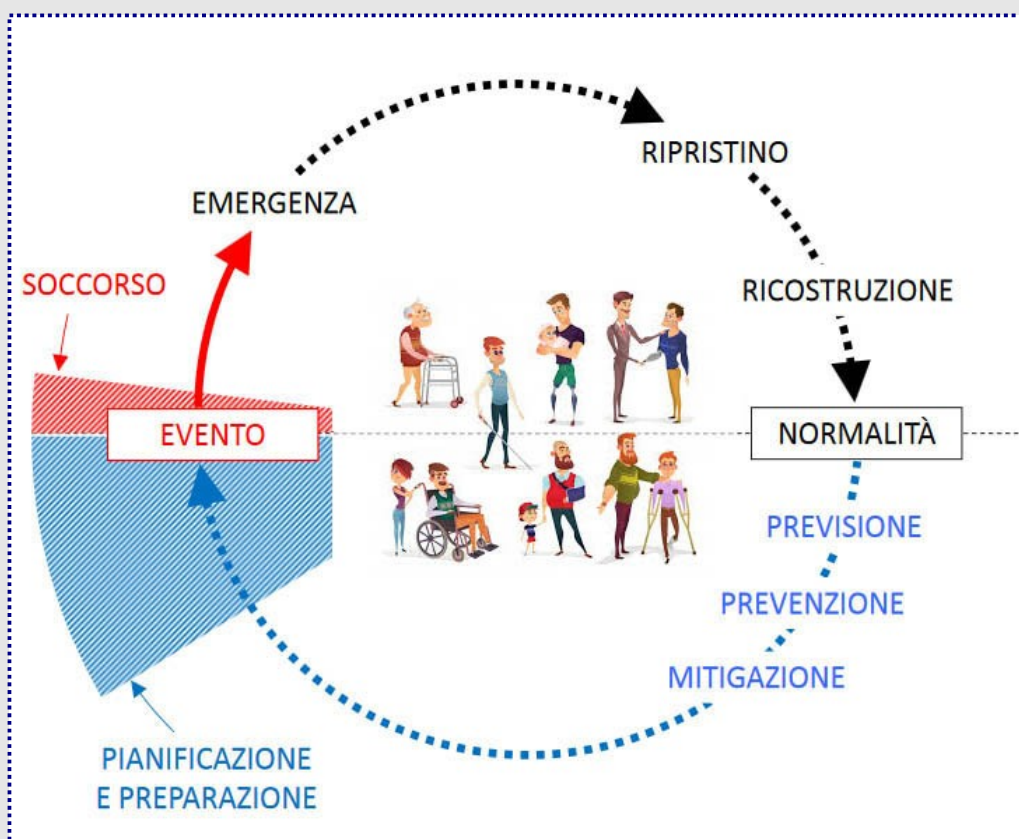 RIPRISTINO
EMERGENZA
SOCCORSO
RICOSTRUZIONE
EVENTO
NORMALITÀ
PREVISIONE
PREVENZIONE
MITIGAZIONE
PIANIFICAZIONE
E PREPARAZIONE